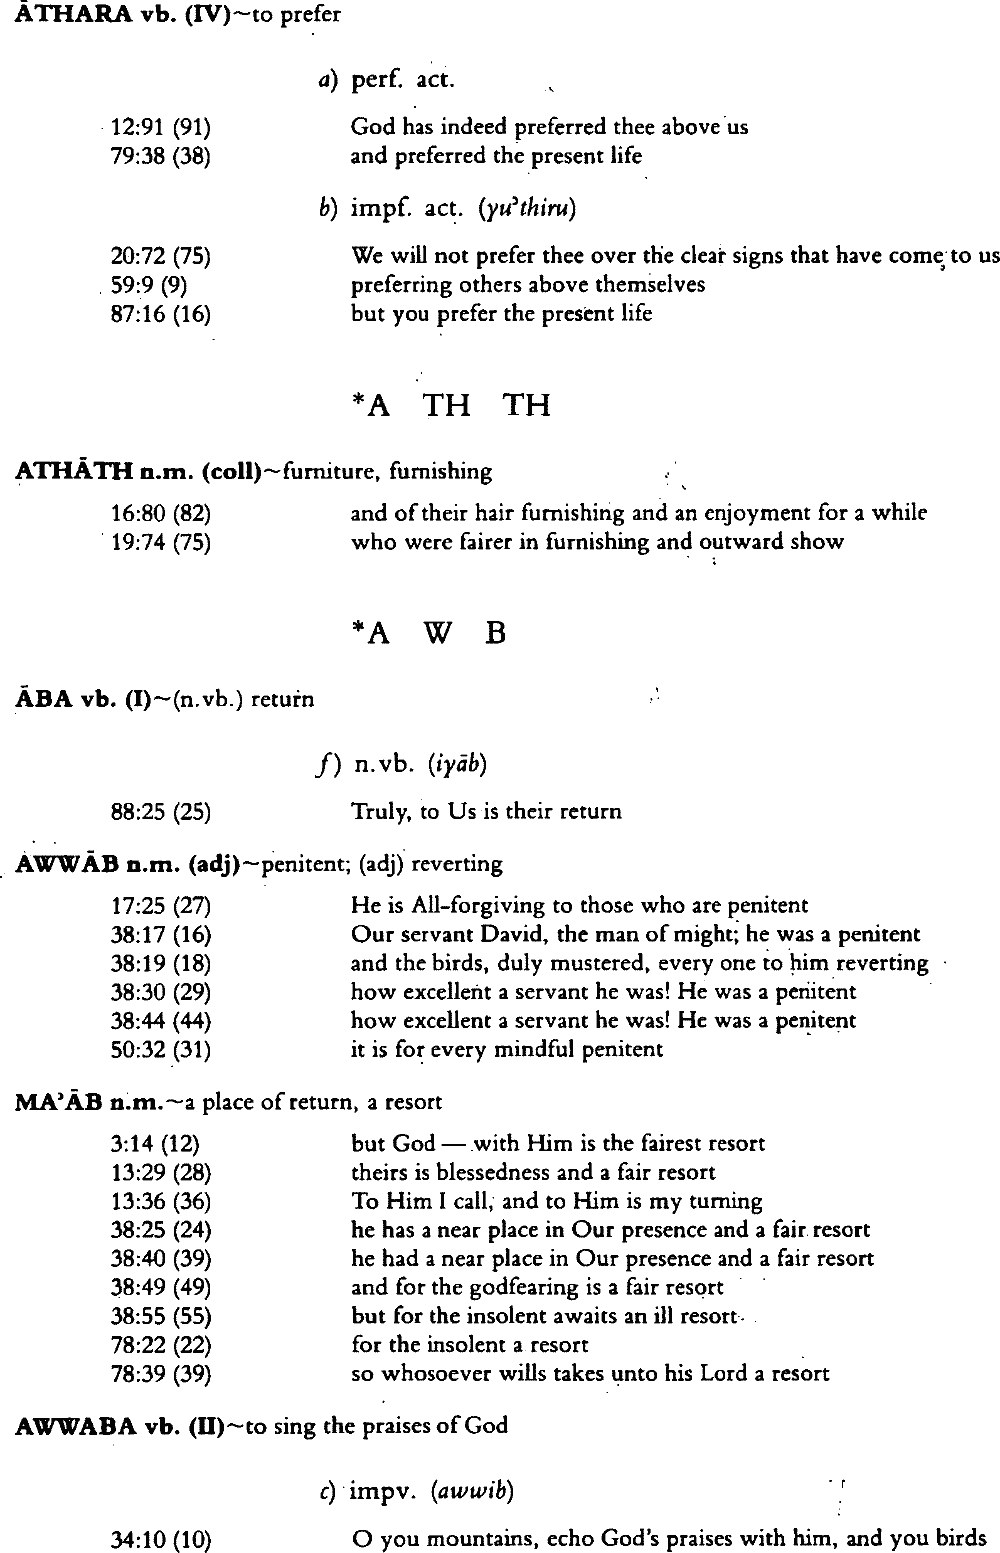 ĀTHARA vb. (IV)~to prefer
a) perf. act.
12:91 (91) God has indeed preferred thee above us
79:38 (38) and preferred the present life
b) impf. act. (yuʾthiru)
20:72 (75) We will not prefer thee over the clear signs that have come to us
59:9 (9) preferring others above themselves
87:16 (16) but you prefer the present life
*A TH TH
ATHĀTH n.m. (coll)~furniture, furnishing
16:80 (82) and of their hair furnishing and an enjoyment for a while
19:74 (75) who were fairer in furnishing and outward show
*A W B
ĀBA vb. (I)~(n.vb.) return
f) n.vb. (iyāb)
88:25 (25) Truly, to Us is their return
AWWĀB n.m. (adj)~penitent; (adj) reverting
17:25 (27) He is All-forgiving to those who are penitent
38:17 (16) Our servant David, the man of might; he was a penitent
38:19 (18) and the birds, duly mustered, every one to him reverting
38:30 (29) how excellent a servant he was! He was a penitent
38:44 (44) how excellent a servant he was! He was a penitent
50:32 (31) it is for every mindful penitent
MAʾĀB n.m.~a place of return, a resort
3:14 (12) but God — with Him is the fairest resort
13:29 (28) theirs is blessedness and a fair resort
13:36 (36) To Him I call, and to Him is my turning
38:25 (24) he has a near place in Our presence and a fair resort
38:40 (39) he had a near place in Our presence and a fair resort
38:49 (49) and for the godfearing is a fair resort
38:55 (55) but for the insolent awaits an ill resort
78:22 (22) for the insolent a resort
78:39 (39) so whosoever wills takes unto his Lord a resort
AWWABA vb. (II)~to sing the praises of God
c) impv. (awwib)
34:10 (10) O you mountains, echo God's praises with him, and you birds